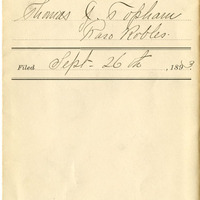 Thomas J. Topham
Paso Robles.
Filed Sept- 26th, 1893